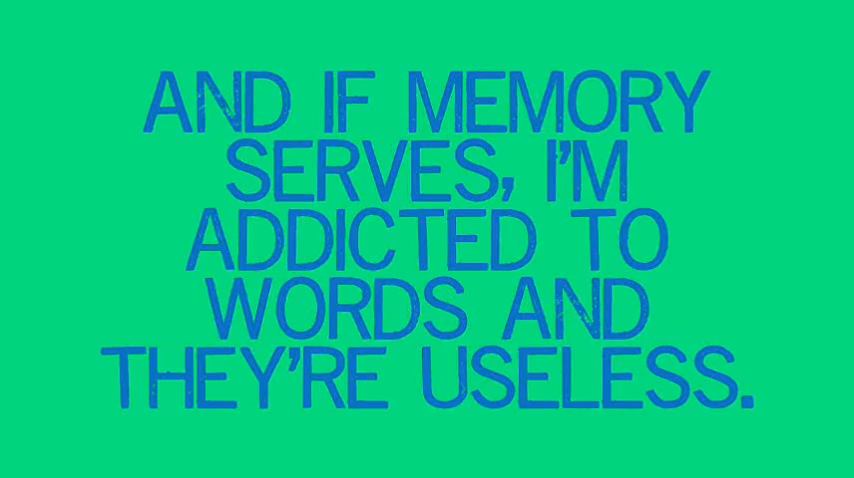 AND IF MEMORY
SERVES, I'M
ADDICTED TO
WORDS AND
THEY'RE USELESS.